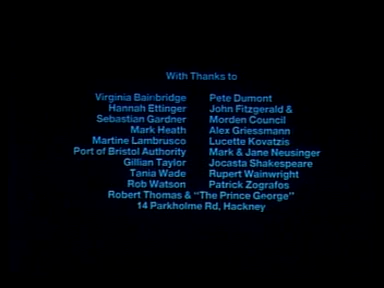 With Thanks to
Virginia Bainbridge Pete Dumont
Hannah Ettinger John Fitzgerald &
Sebastian Gardner Morden Council
Mark Heath Alex Griessmann
Martine Lambrusco Lucette Kovatzis
Port of Bristol Authority Mark & Jane Neusinger
Gillian Taylor Jocasta Shakespeare
Tania Wade Rupert Wainwright
Rob Watson Patrick Zografos
Robert Thomas & "The Prince George"
14 Parkholme Rd, Hackney